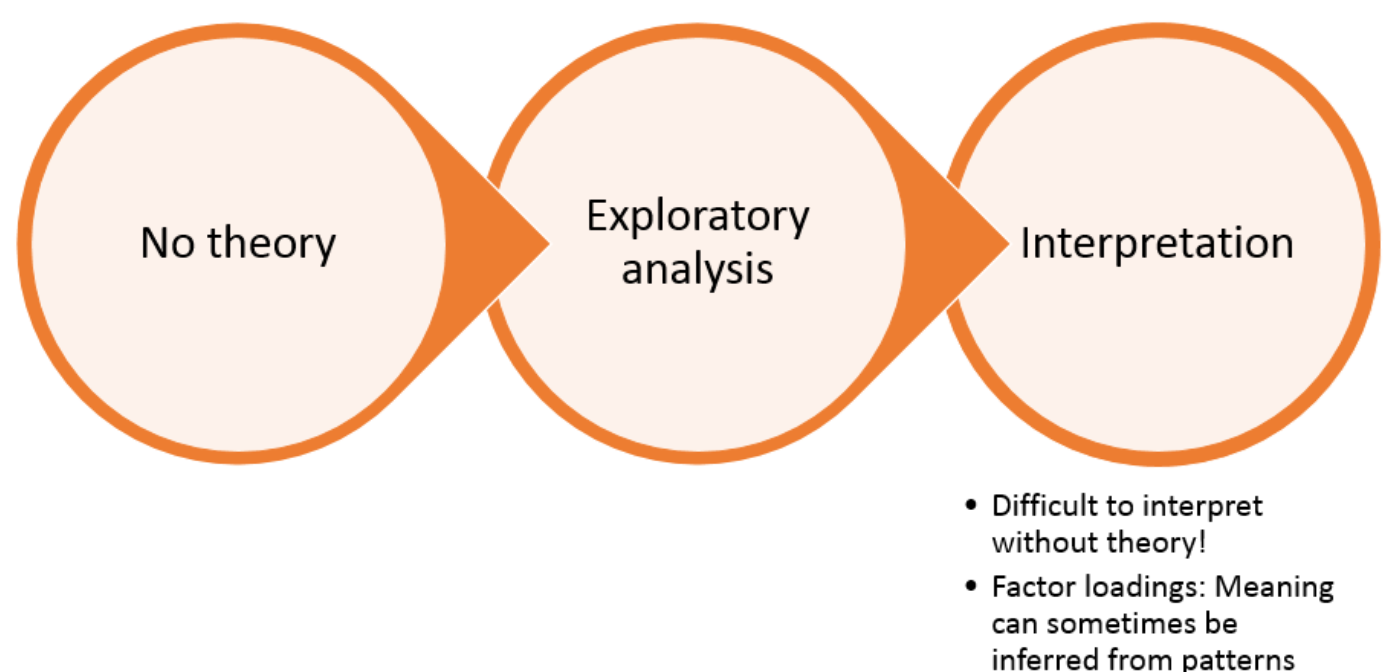 No theory
Exploratory
analysis
Interpretation
• Difficult to interpret
without theory!
• Factor loadings: Meaning
can sometimes be
inferred from patterns